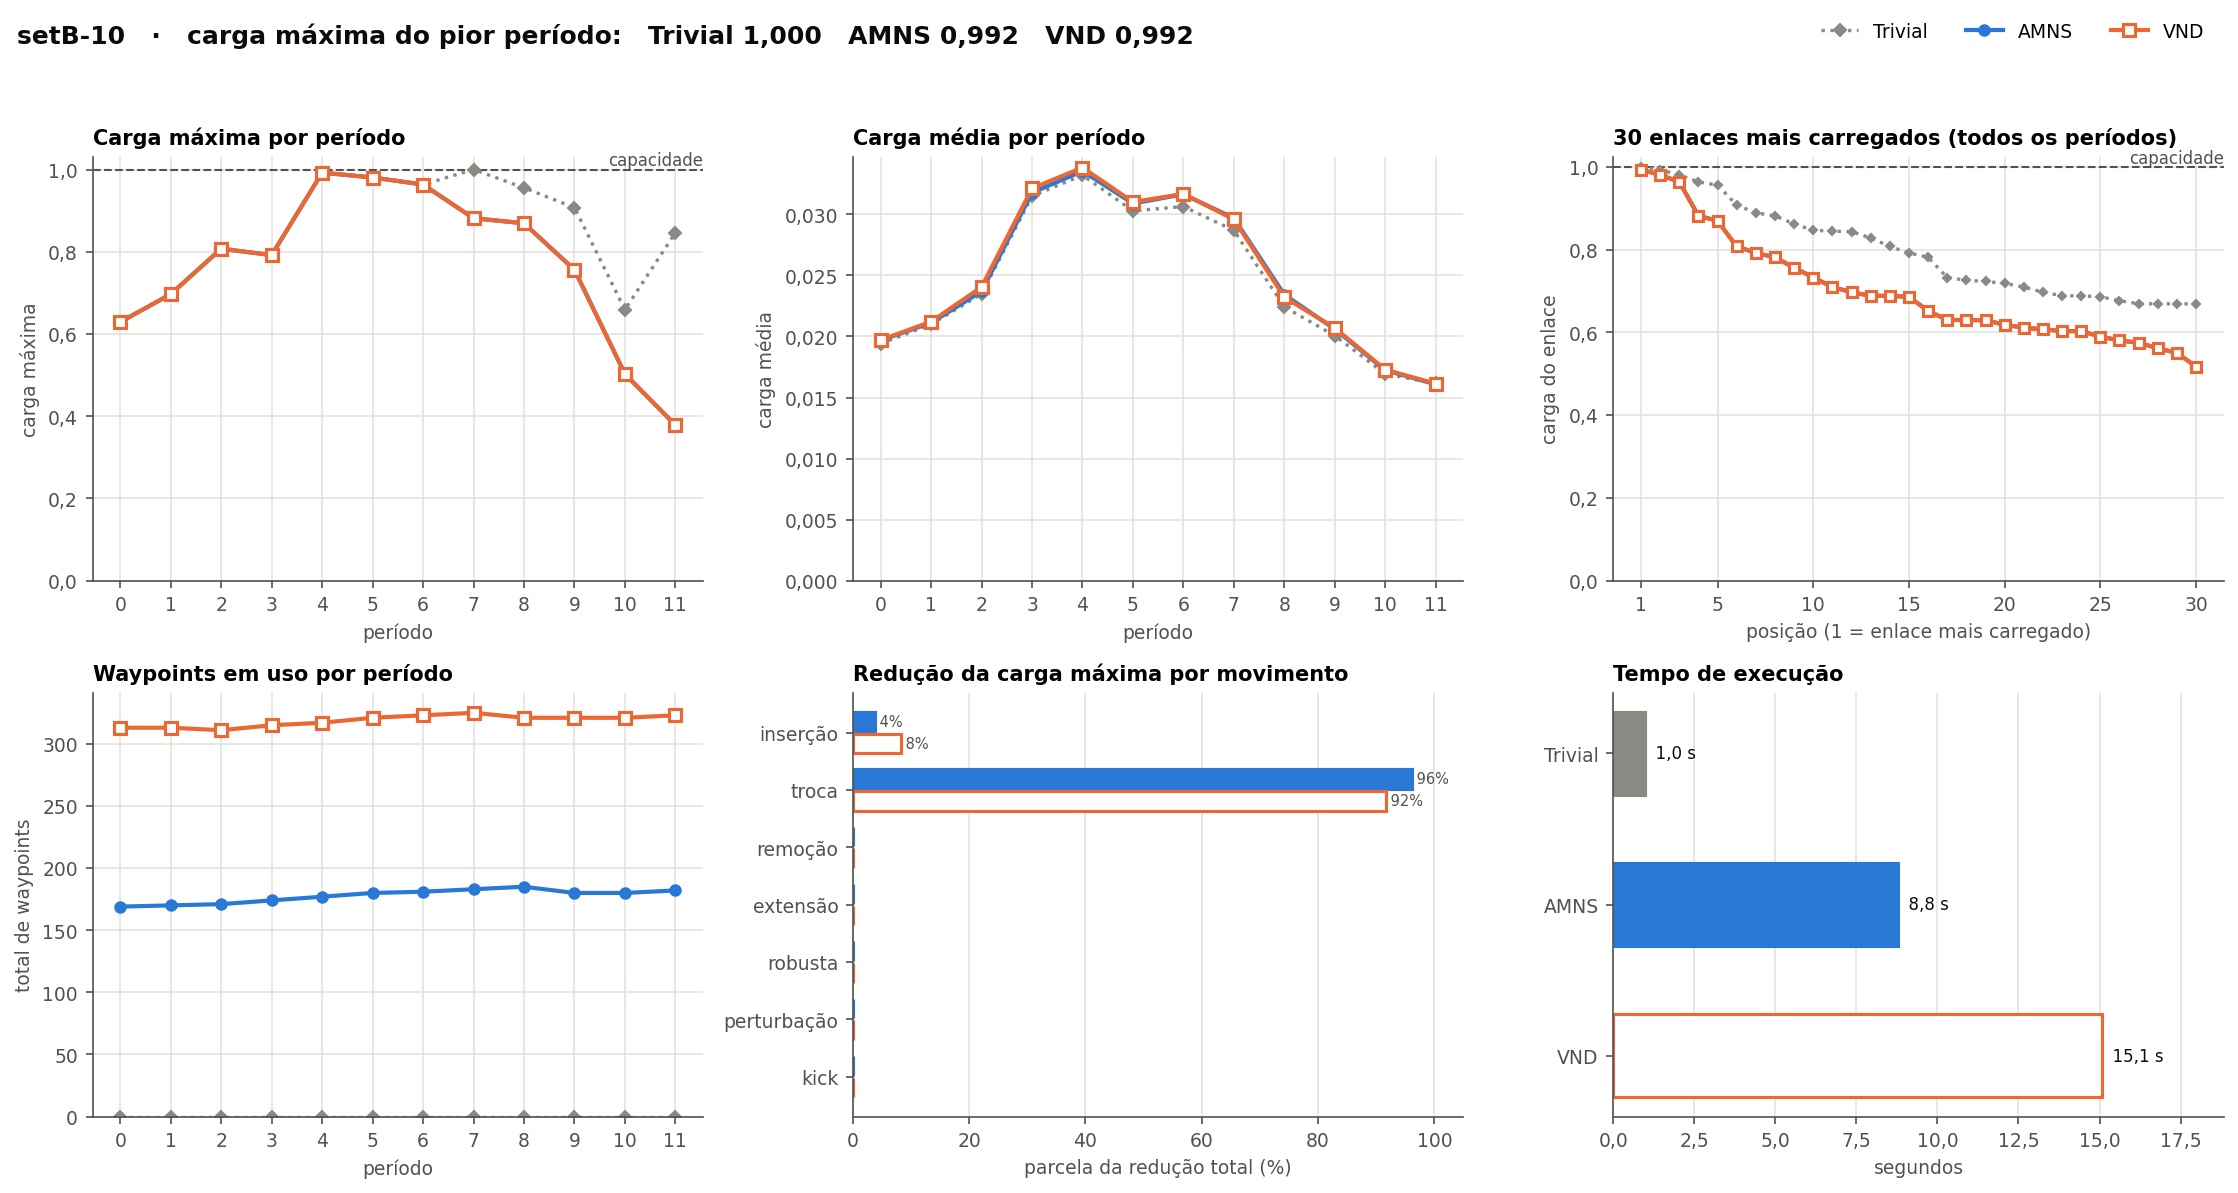 setB-10 · carga máxima do pior período: Trivial 1,000 AMNS 0,992 VND 0,992
Trivial AMNS VND
Carga máxima por período
capacidade
1,0
0,8
0,6
0,4
0,2
0,0
carga máxima
0 1 2 3 4 5 6 7 8 9 10 11
período
Carga média por período
0,030
0,025
0,020
0,015
0,010
0,005
0,000
carga média
0 1 2 3 4 5 6 7 8 9 10 11
período
30 enlaces mais carregados (todos os períodos)
capacidade
1,0
0,8
0,6
0,4
0,2
0,0
carga do enlace
1 5 10 15 20 25 30
posição (1 = enlace mais carregado)
Waypoints em uso por período
300
250
200
150
100
50
0
total de waypoints
0 1 2 3 4 5 6 7 8 9 10 11
período
Redução da carga máxima por movimento
inserção 4%
8%
troca 96%
92%
remoção
extensão
robusta
perturbação
kick
0 20 40 60 80 100
parcela da redução total (%)
Tempo de execução
Trivial 1,0 s
AMNS 8,8 s
VND 15,1 s
0,0 2,5 5,0 7,5 10,0 12,5 15,0 17,5
segundos